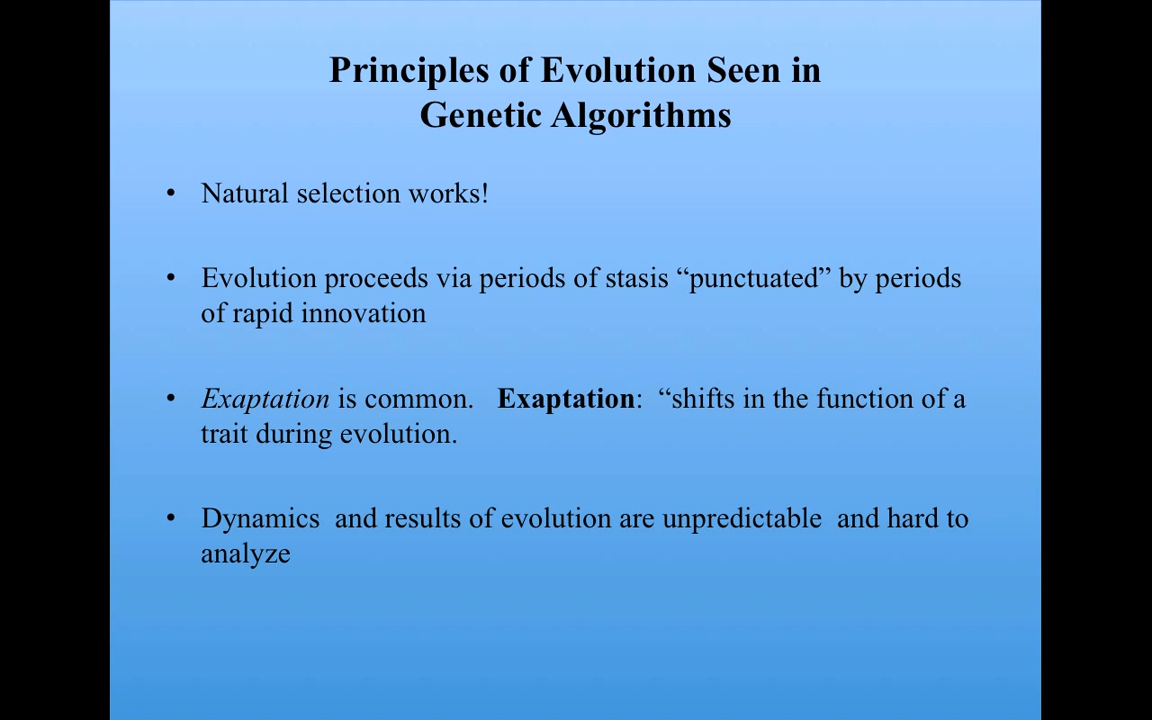 Principles of Evolution Seen in
Genetic Algorithms
• Natural selection works!
• Evolution proceeds via periods of stasis “punctuated” by periods
of rapid innovation
• Exaptation is common. Exaptation: “shifts in the function of a
trait during evolution.
• Dynamics and results of evolution are unpredictable and hard to
analyze